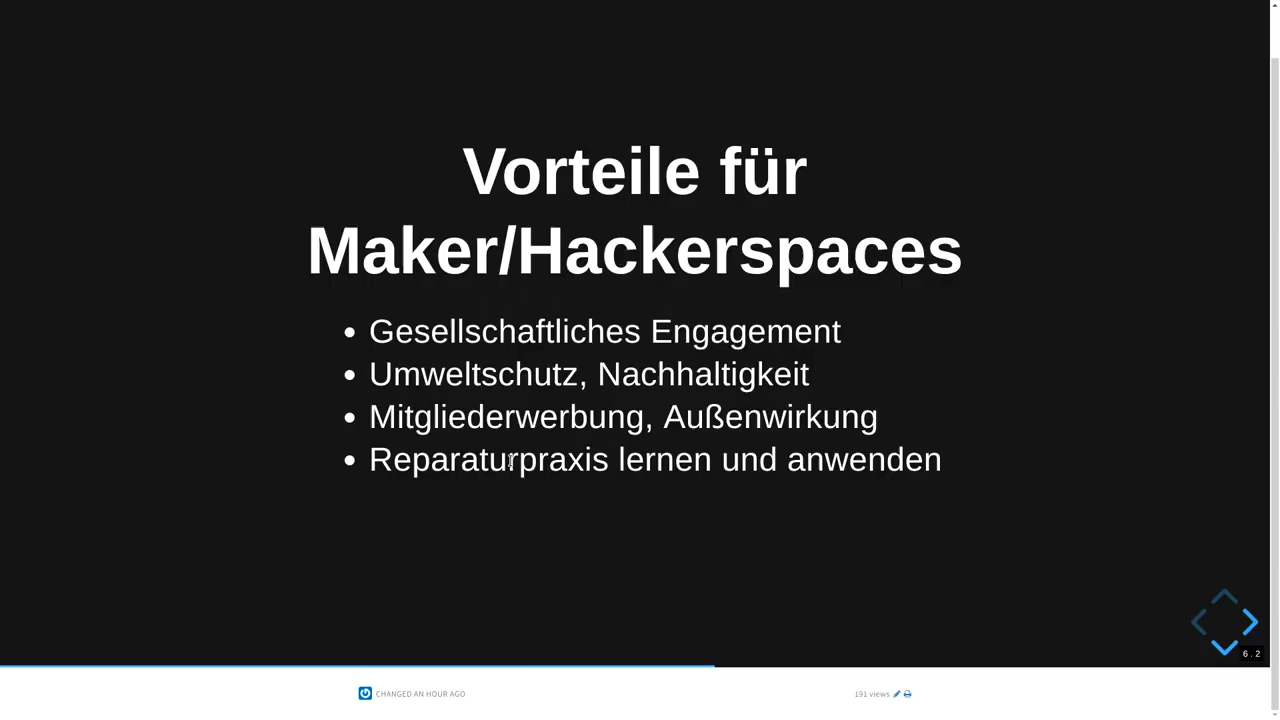 Vorteile für
Maker/Hackerspaces
Gesellschaftliches Engagement
Umweltschutz, Nachhaltigkeit
Mitgliederwerbung, Außenwirkung
Reparaturpraxis lernen und anwenden
6.2
CHANGED AN HOUR AGO
191 views